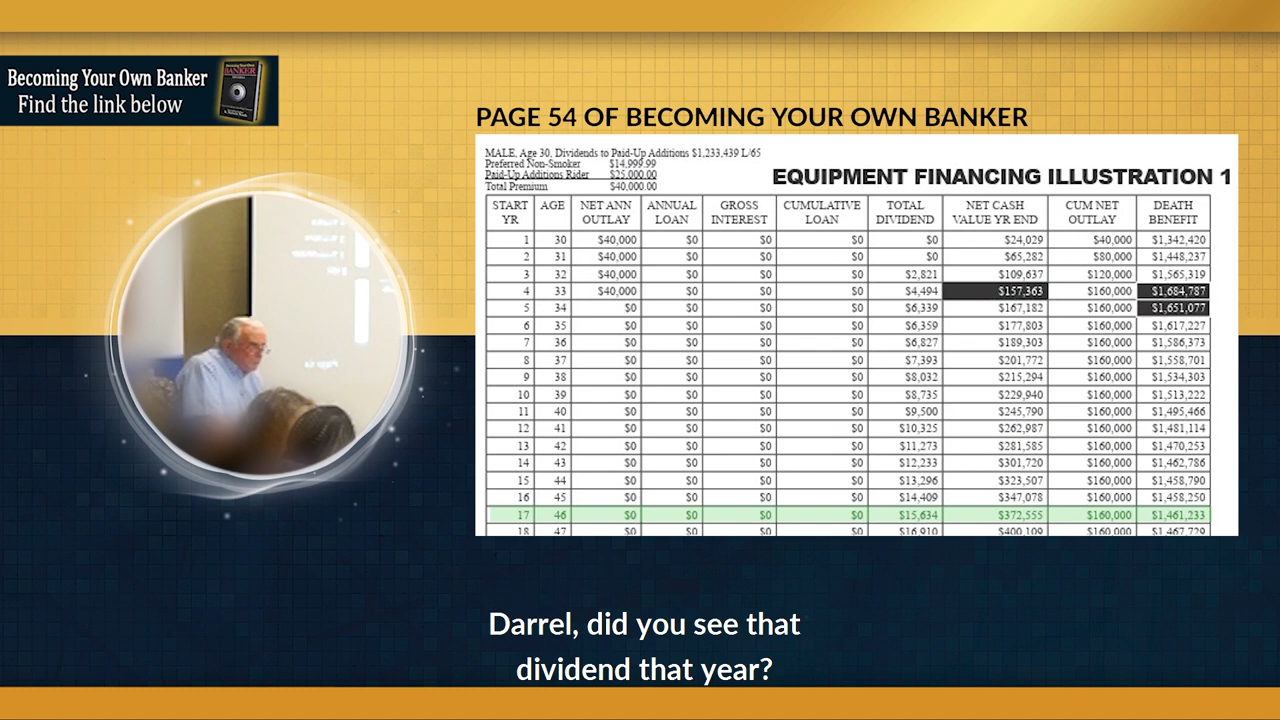 Becoming Your Own Banker
Find the link below
PAGE 54 OF BECOMING YOUR OWN BANKER
MALE, Age 30, Dividends to Paid-Up Additions $1,233,439 L/65
Preferred Non-Smoker $14,999.99
Paid-Up Additions Rider $25,000.00
Total Premium $40,000.00
EQUIPMENT FINANCING ILLUSTRATION 1
START YR AGE NET ANN OUTLAY ANNUAL LOAN GROSS INTEREST CUMULATIVE LOAN TOTAL DIVIDEND NET CASH VALUE YR END CUM NET OUTLAY DEATH BENEFIT
1 30 $40,000 $0 $0 $0 $0 $24,029 $40,000 $1,342,420
2 31 $40,000 $0 $0 $0 $0 $65,282 $80,000 $1,448,237
3 32 $40,000 $0 $0 $0 $2,821 $109,637 $120,000 $1,565,319
4 33 $40,000 $0 $0 $0 $4,494 $157,363 $160,000 $1,684,787
5 34 $0 $0 $0 $0 $6,339 $167,182 $160,000 $1,651,077
6 35 $0 $0 $0 $0 $6,359 $177,803 $160,000 $1,617,227
7 36 $0 $0 $0 $0 $6,827 $189,303 $160,000 $1,586,373
8 37 $0 $0 $0 $0 $7,393 $201,772 $160,000 $1,558,701
9 38 $0 $0 $0 $0 $8,032 $215,294 $160,000 $1,534,303
10 39 $0 $0 $0 $0 $8,735 $229,940 $160,000 $1,513,222
11 40 $0 $0 $0 $0 $9,500 $245,790 $160,000 $1,495,466
12 41 $0 $0 $0 $0 $10,325 $262,987 $160,000 $1,481,114
13 42 $0 $0 $0 $0 $11,273 $281,585 $160,000 $1,470,253
14 43 $0 $0 $0 $0 $12,233 $301,720 $160,000 $1,462,786
15 44 $0 $0 $0 $0 $13,296 $323,507 $160,000 $1,458,790
16 45 $0 $0 $0 $0 $14,409 $347,078 $160,000 $1,458,250
17 46 $0 $0 $0 $0 $15,634 $372,555 $160,000 $1,461,233
18 47 $0 $0 $0 $0 $16,910 $400,109 $160,000 $1,467,729
Darrel, did you see that
dividend that year?